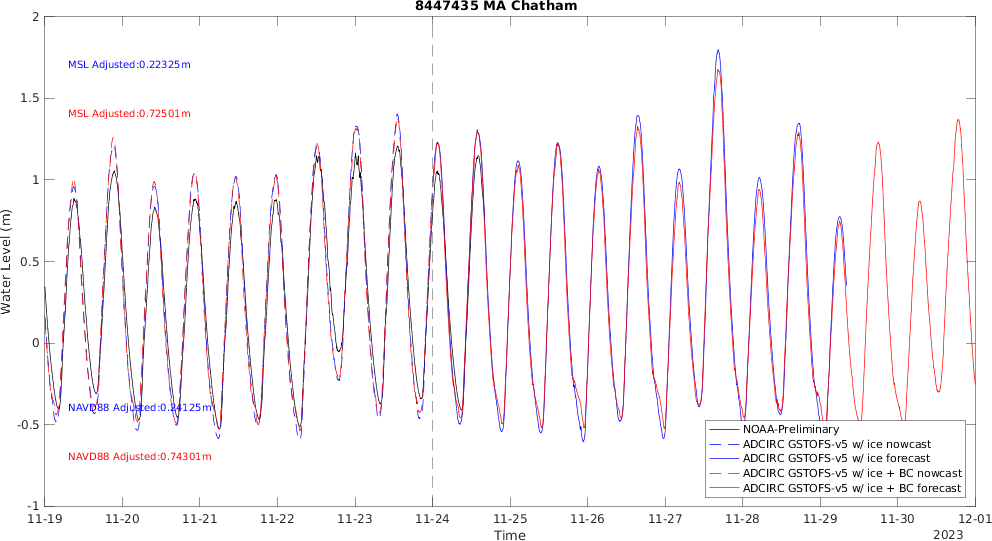 8447435 MA Chatham
2
1.5
1
0.5
0
-0.5
-1
Water Level (m)
MSL Adjusted:0.22325m
MSL Adjusted:0.72501m
NAVD88 Adjusted:0.24125m
NAVD88 Adjusted:0.74301m
NOAA-Preliminary
ADCIRC GSTOFS-v5 w/ ice nowcast
ADCIRC GSTOFS-v5 w/ ice forecast
ADCIRC GSTOFS-v5 w/ ice + BC nowcast
ADCIRC GSTOFS-v5 w/ ice + BC forecast
11-19 11-20 11-21 11-22 11-23 11-24 11-25 11-26 11-27 11-28 11-29 11-30 12-01
Time
2023